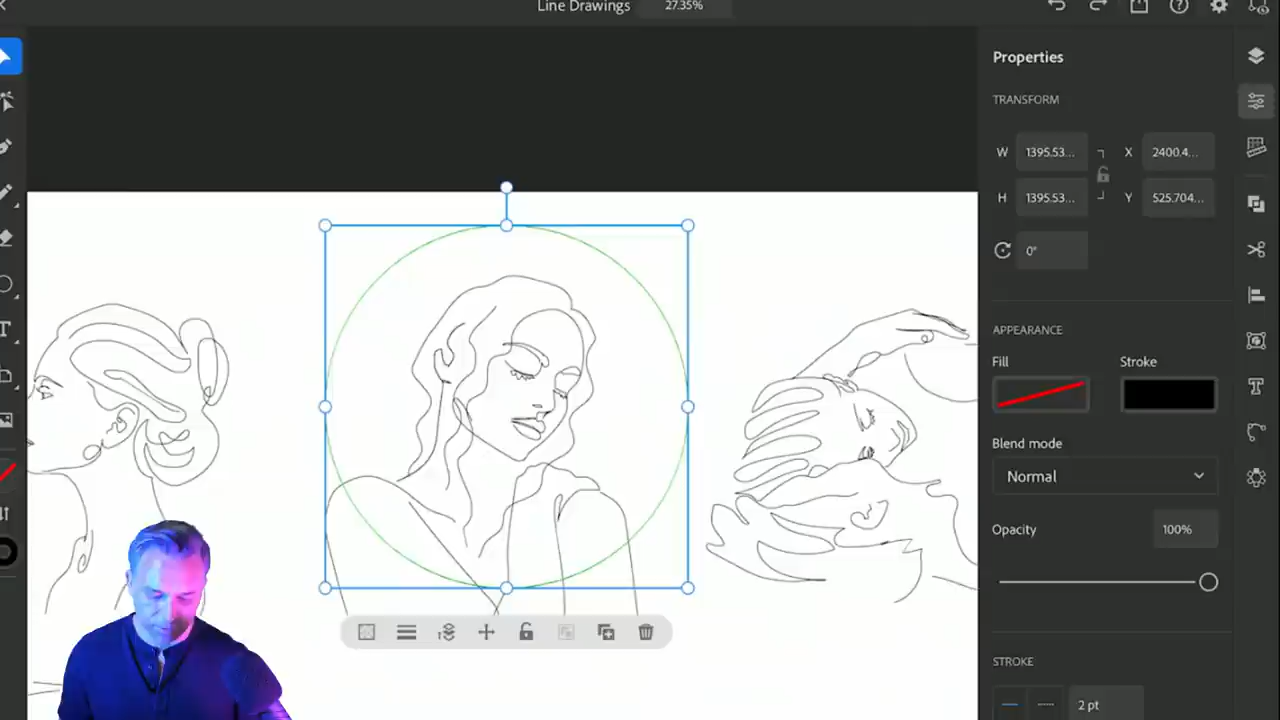 Line Drawings
27.35%
Properties
TRANSFORM
W 1395.53... X 2400.4...
H 1395.53... Y 525.704...
0°
APPEARANCE
Fill Stroke
Blend mode
Normal
Opacity 100%
STROKE
2 pt